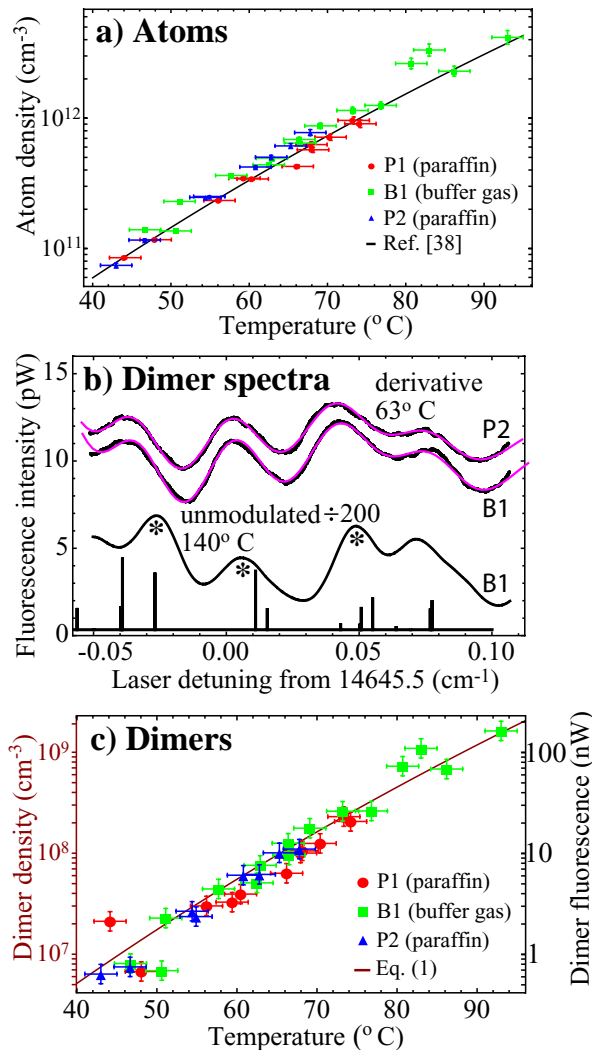 a) Atoms
Atom density (cm-3)
10^12
10^11
P1 (paraffin)
B1 (buffer gas)
P2 (paraffin)
Ref. [38]
40 50 60 70 80 90
Temperature (° C)
b) Dimer spectra
Fluorescence intensity (pW)
15
10
5
0
derivative
63° C
P2
B1
unmodulated÷200
140° C
* * *
B1
-0.05 0.00 0.05 0.10
Laser detuning from 14645.5 (cm-1)
c) Dimers
Dimer density (cm-3)
10^9
10^8
10^7
Dimer fluorescence (nW)
100
10
1
P1 (paraffin)
B1 (buffer gas)
P2 (paraffin)
Eq. (1)
40 50 60 70 80 90
Temperature (° C)